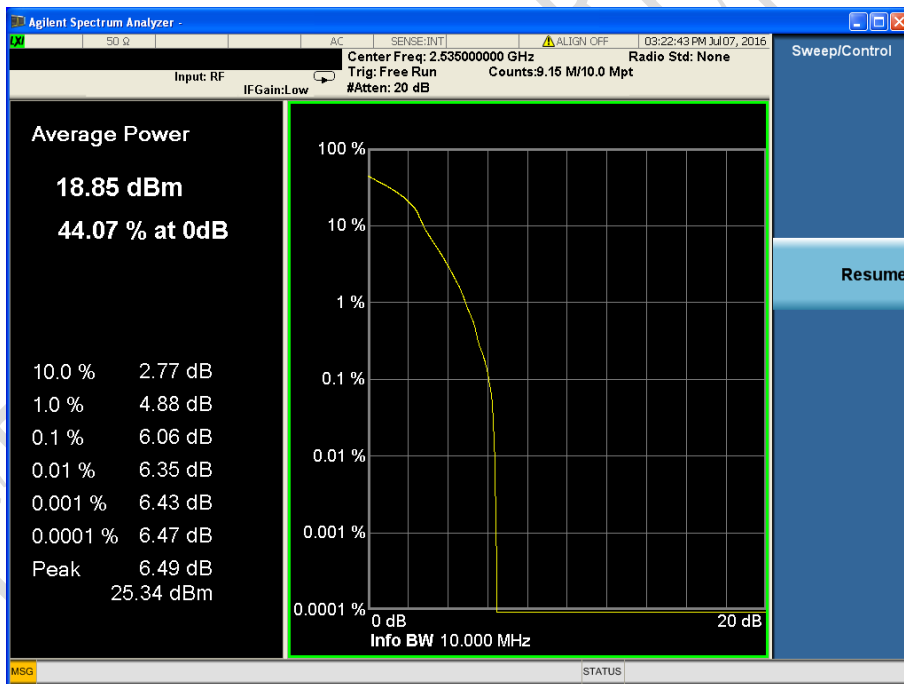 Agilent Spectrum Analyzer -
LXI 50 Ω AC SENSE:INT ALIGN OFF 03:22:43 PM Jul 07, 2016
Center Freq: 2.535000000 GHz Radio Std: None
Input: RF Trig: Free Run Counts:9.15 M/10.0 Mpt
IFGain:Low #Atten: 20 dB
Sweep/Control
Resume
Average Power
18.85 dBm
44.07 % at 0dB
10.0 % 2.77 dB
1.0 % 4.88 dB
0.1 % 6.06 dB
0.01 % 6.35 dB
0.001 % 6.43 dB
0.0001 % 6.47 dB
Peak 6.49 dB
25.34 dBm
100 %
10 %
1 %
0.1 %
0.01 %
0.001 %
0.0001 %
0 dB 20 dB
Info BW 10.000 MHz
MSG STATUS